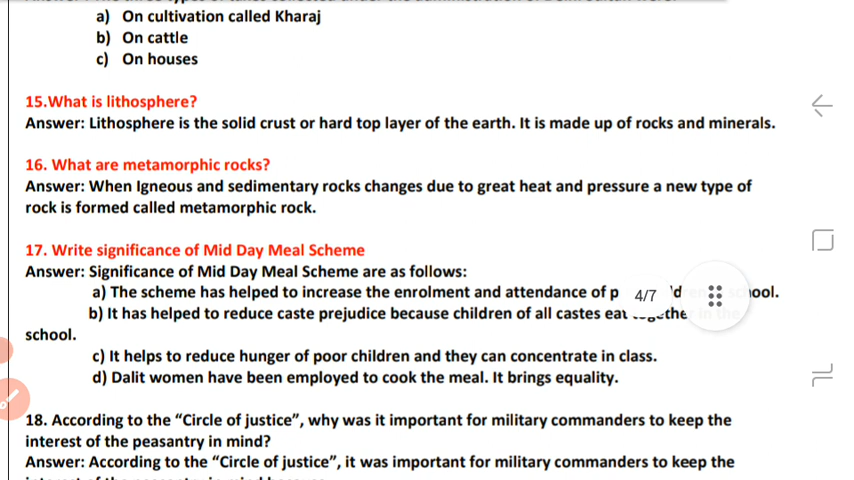 a) On cultivation called Kharaj
b) On cattle
c) On houses
15.What is lithosphere?
Answer: Lithosphere is the solid crust or hard top layer of the earth. It is made up of rocks and minerals.
16. What are metamorphic rocks?
Answer: When Igneous and sedimentary rocks changes due to great heat and pressure a new type of
rock is formed called metamorphic rock.
17. Write significance of Mid Day Meal Scheme
Answer: Significance of Mid Day Meal Scheme are as follows:
a) The scheme has helped to increase the enrolment and attendance of
4/7
b) It has helped to reduce caste prejudice because children of all castes eat together in the
school.
c) It helps to reduce hunger of poor children and they can concentrate in class.
d) Dalit women have been employed to cook the meal. It brings equality.
18. According to the “Circle of justice”, why was it important for military commanders to keep the
interest of the peasantry in mind?
Answer: According to the “Circle of justice”, it was important for military commanders to keep the